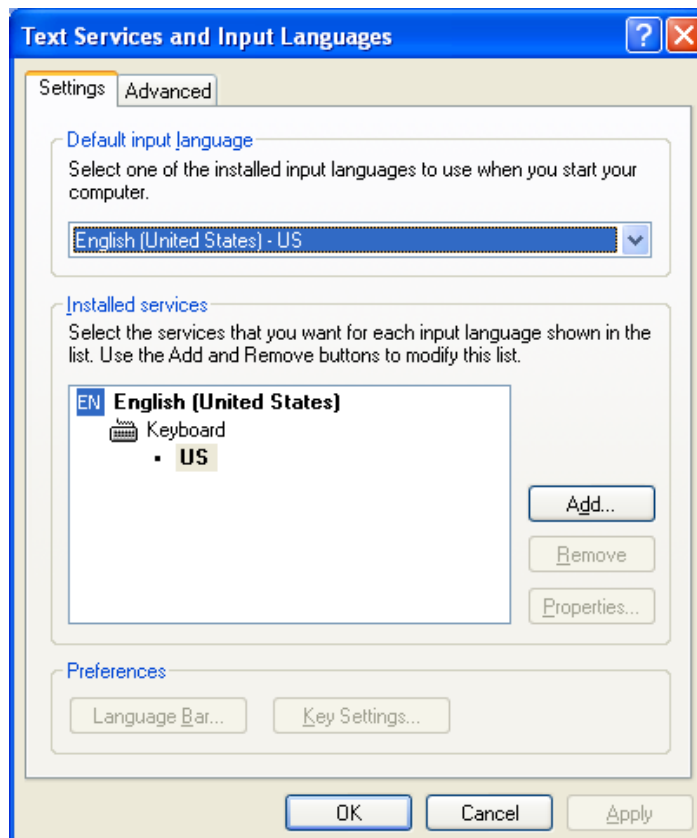 Text Services and Input Languages
Settings
Advanced
Default input language
Select one of the installed input languages to use when you start your
computer.
English (United States) - US
Installed services
Select the services that you want for each input language shown in the
list. Use the Add and Remove buttons to modify this list.
EN English (United States)
Keyboard
US
Add...
Remove
Properties...
Preferences
Language Bar...
Key Settings...
OK
Cancel
Apply